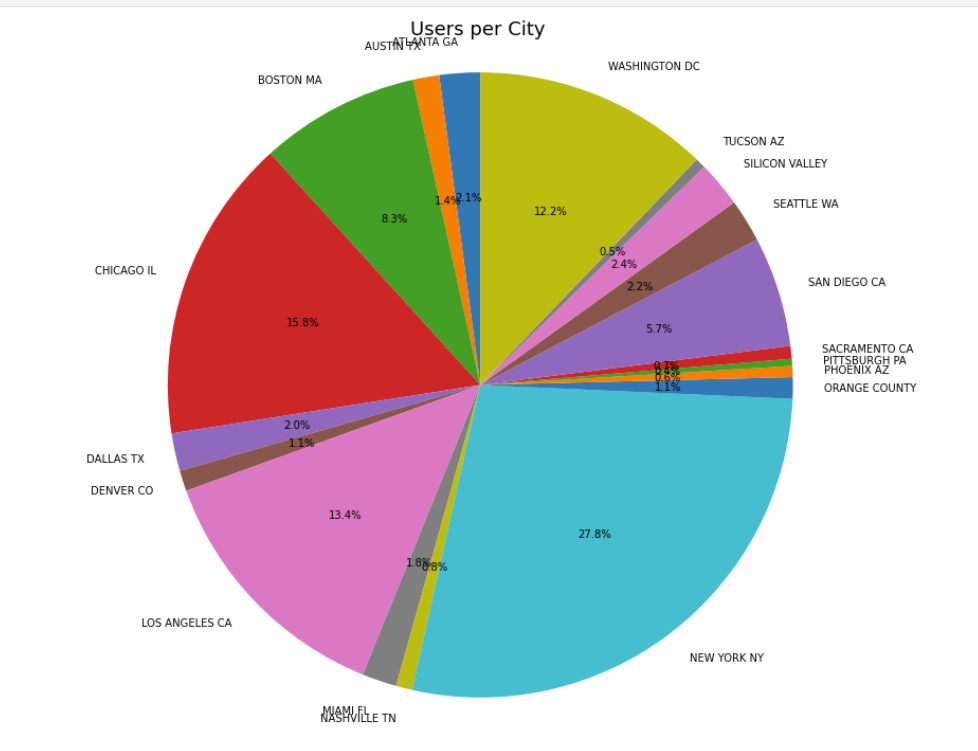 Users per City
ATLANTA GA
AUSTIN TX
WASHINGTON DC
BOSTON MA
TUCSON AZ
SILICON VALLEY
SEATTLE WA
2.1%
1.4%
12.2%
8.3%
0.5%
2.4%
CHICAGO IL
SAN DIEGO CA
2.2%
15.8%
5.7%
SACRAMENTO CA
PITTSBURGH PA
PHOENIX AZ
0.7%
0.6%
1.1%
ORANGE COUNTY
2.0%
1.1%
DALLAS TX
DENVER CO
13.4%
27.8%
1.8%
0.8%
LOS ANGELES CA
NEW YORK NY
MIAMI FL
NASHVILLE TN